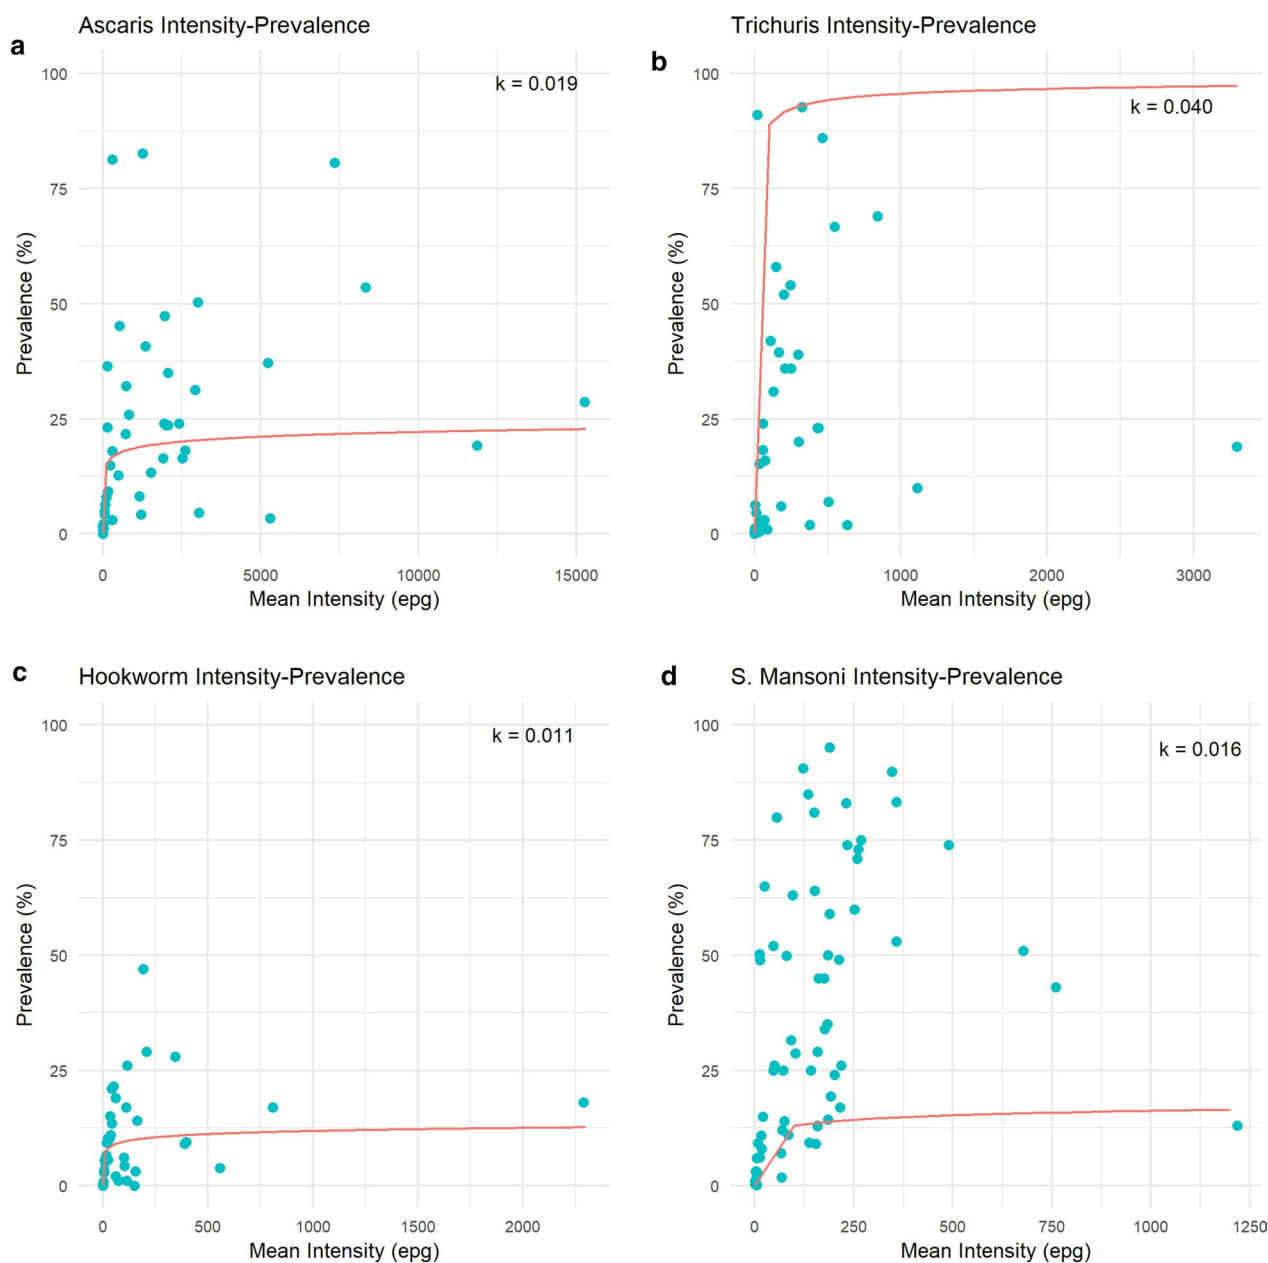 a
Ascaris Intensity-Prevalence
k = 0.019
100
75
50
25
0
Prevalence (%)
0 5000 10000 15000
Mean Intensity (epg)
b
Trichuris Intensity-Prevalence
k = 0.040
100
75
50
25
0
Prevalence (%)
0 1000 2000 3000
Mean Intensity (epg)
c
Hookworm Intensity-Prevalence
k = 0.011
100
75
50
25
0
Prevalence (%)
0 500 1000 1500 2000
Mean Intensity (epg)
d
S. Mansoni Intensity-Prevalence
k = 0.016
100
75
50
25
0
Prevalence (%)
0 250 500 750 1000 1250
Mean Intensity (epg)